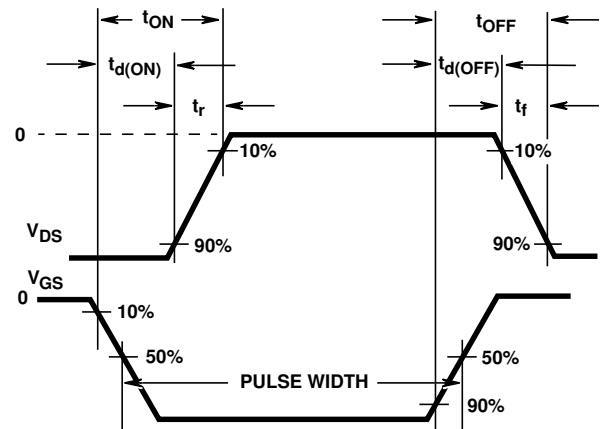 tON tOFF
td(ON) td(OFF)
tr tf
0
10% 10%
VDS 90% 90%
VGS
0
10%
50% 50%
PULSE WIDTH
90%